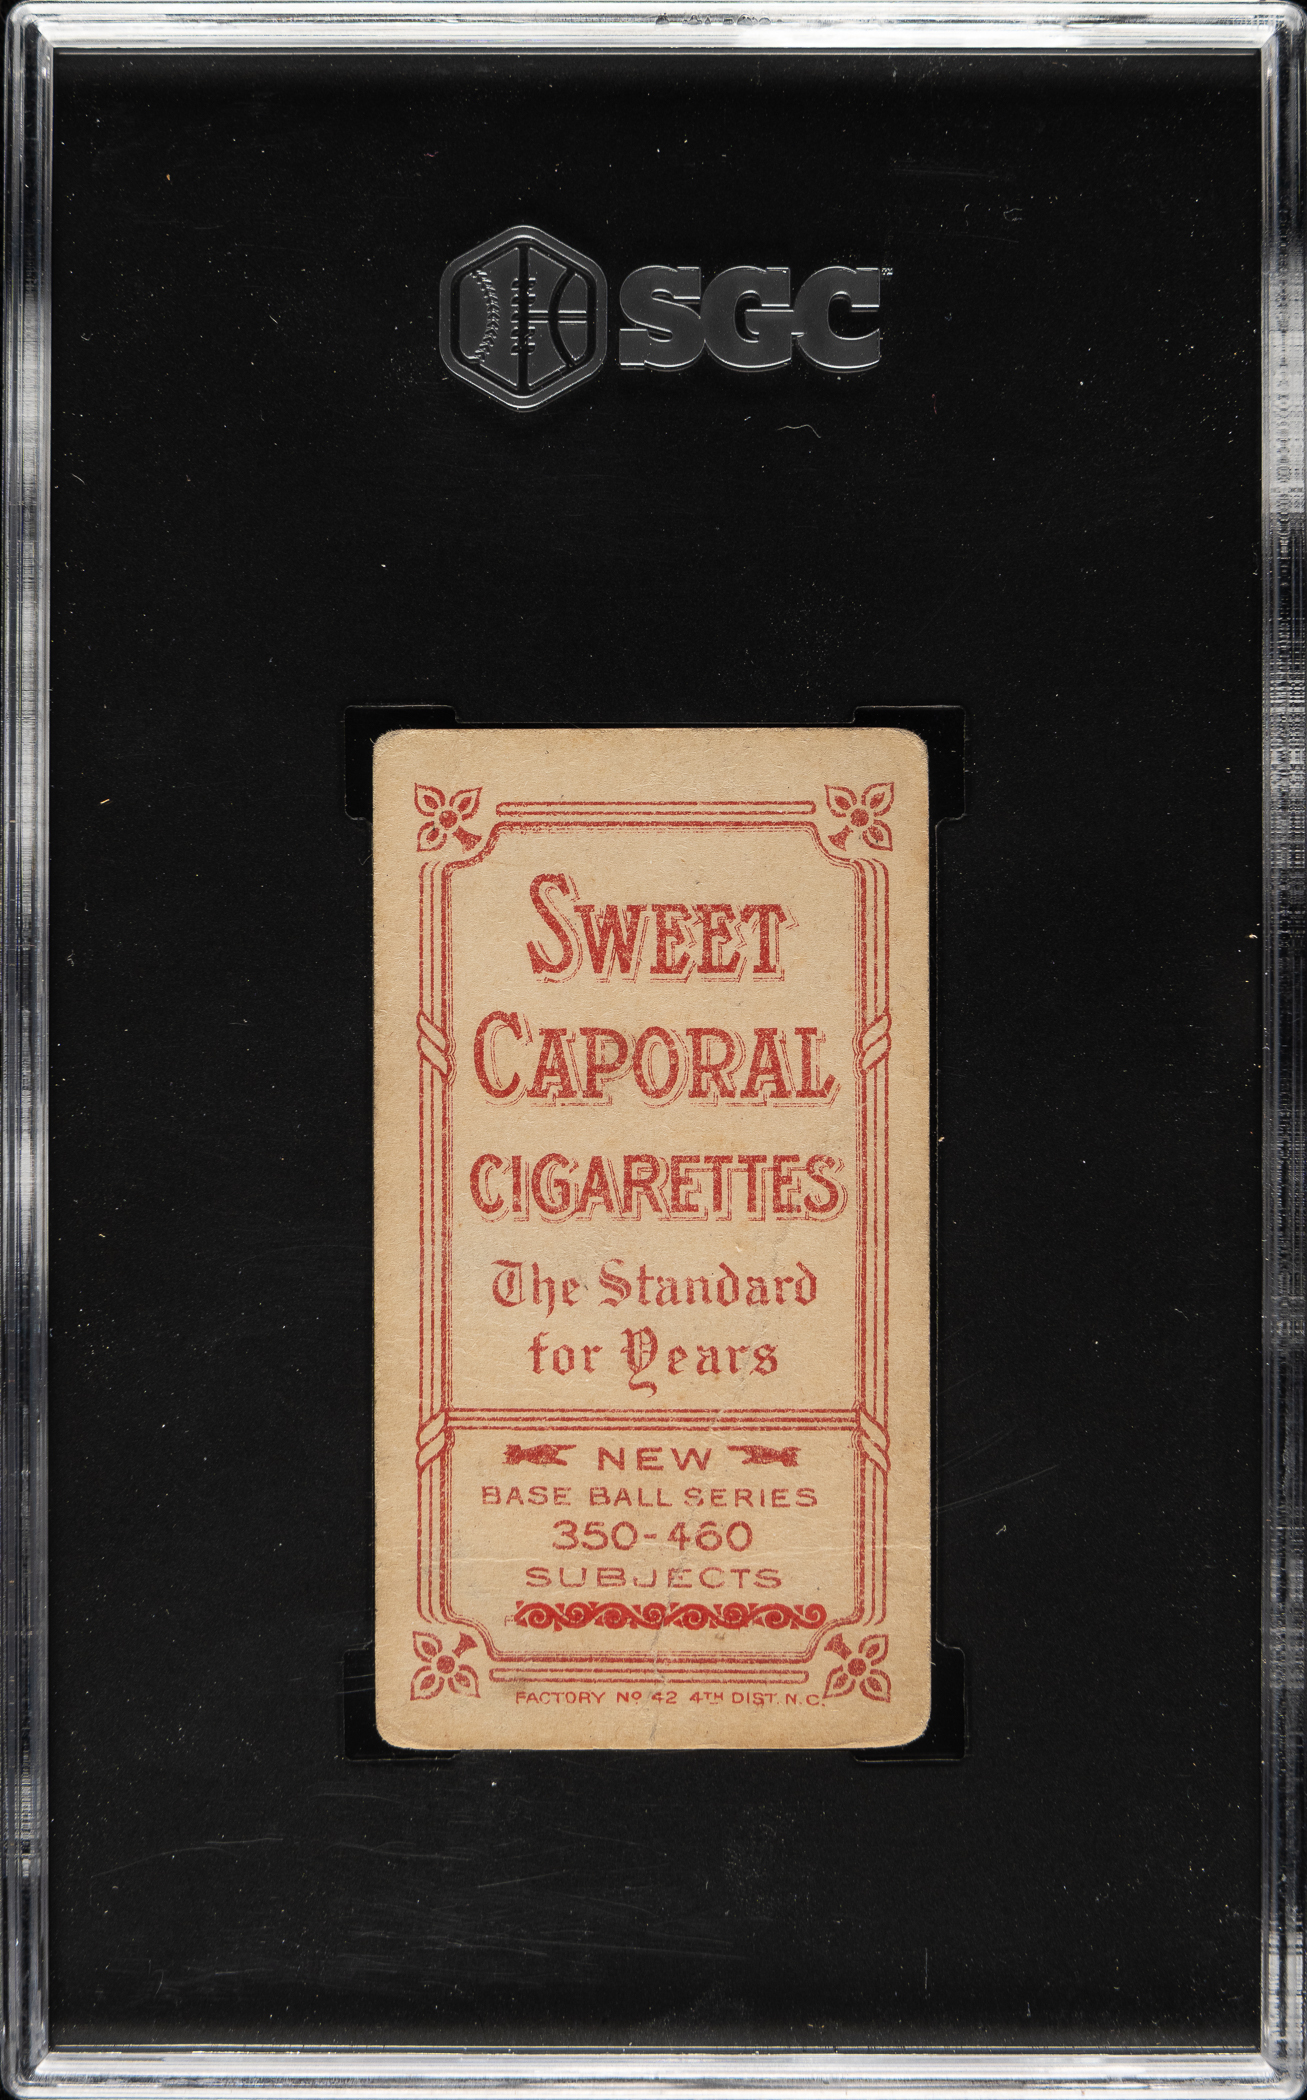 SGC
SWEET
CAPORAL
CIGARETTES
The Standard
for Years
NEW
BASE BALL SERIES
350-460
SUBJECTS
FACTORY Nº 42 4TH DIST. N.C.